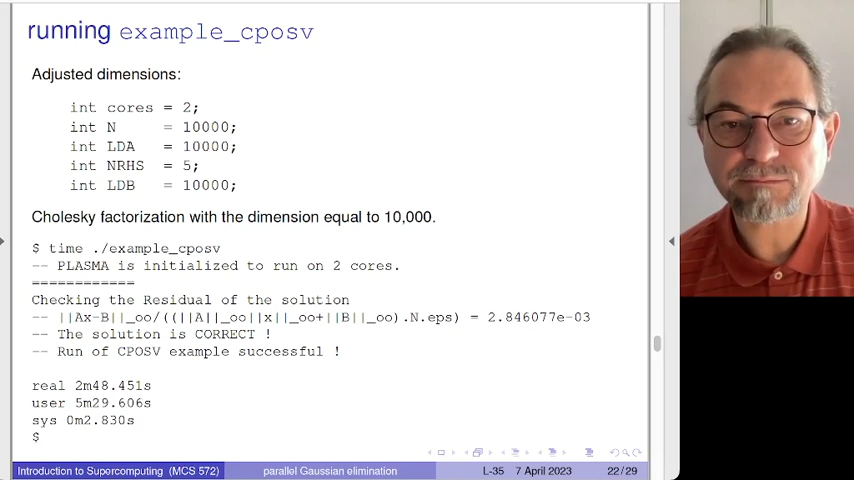 running example_cposv
Adjusted dimensions:
int cores = 2;
int N = 10000;
int LDA = 10000;
int NRHS = 5;
int LDB = 10000;
Cholesky factorization with the dimension equal to 10,000.
$ time ./example_cposv
-- PLASMA is initialized to run on 2 cores.
============
Checking the Residual of the solution
-- ||Ax-B||_oo/((||A||_oo||x||_oo+||B||_oo).N.eps) = 2.846077e-03
-- The solution is CORRECT !
-- Run of CPOSV example successful !
real 2m48.451s
user 5m29.606s
sys 0m2.830s
$
Introduction to Supercomputing (MCS 572) parallel Gaussian elimination L-35 7 April 2023 22/29